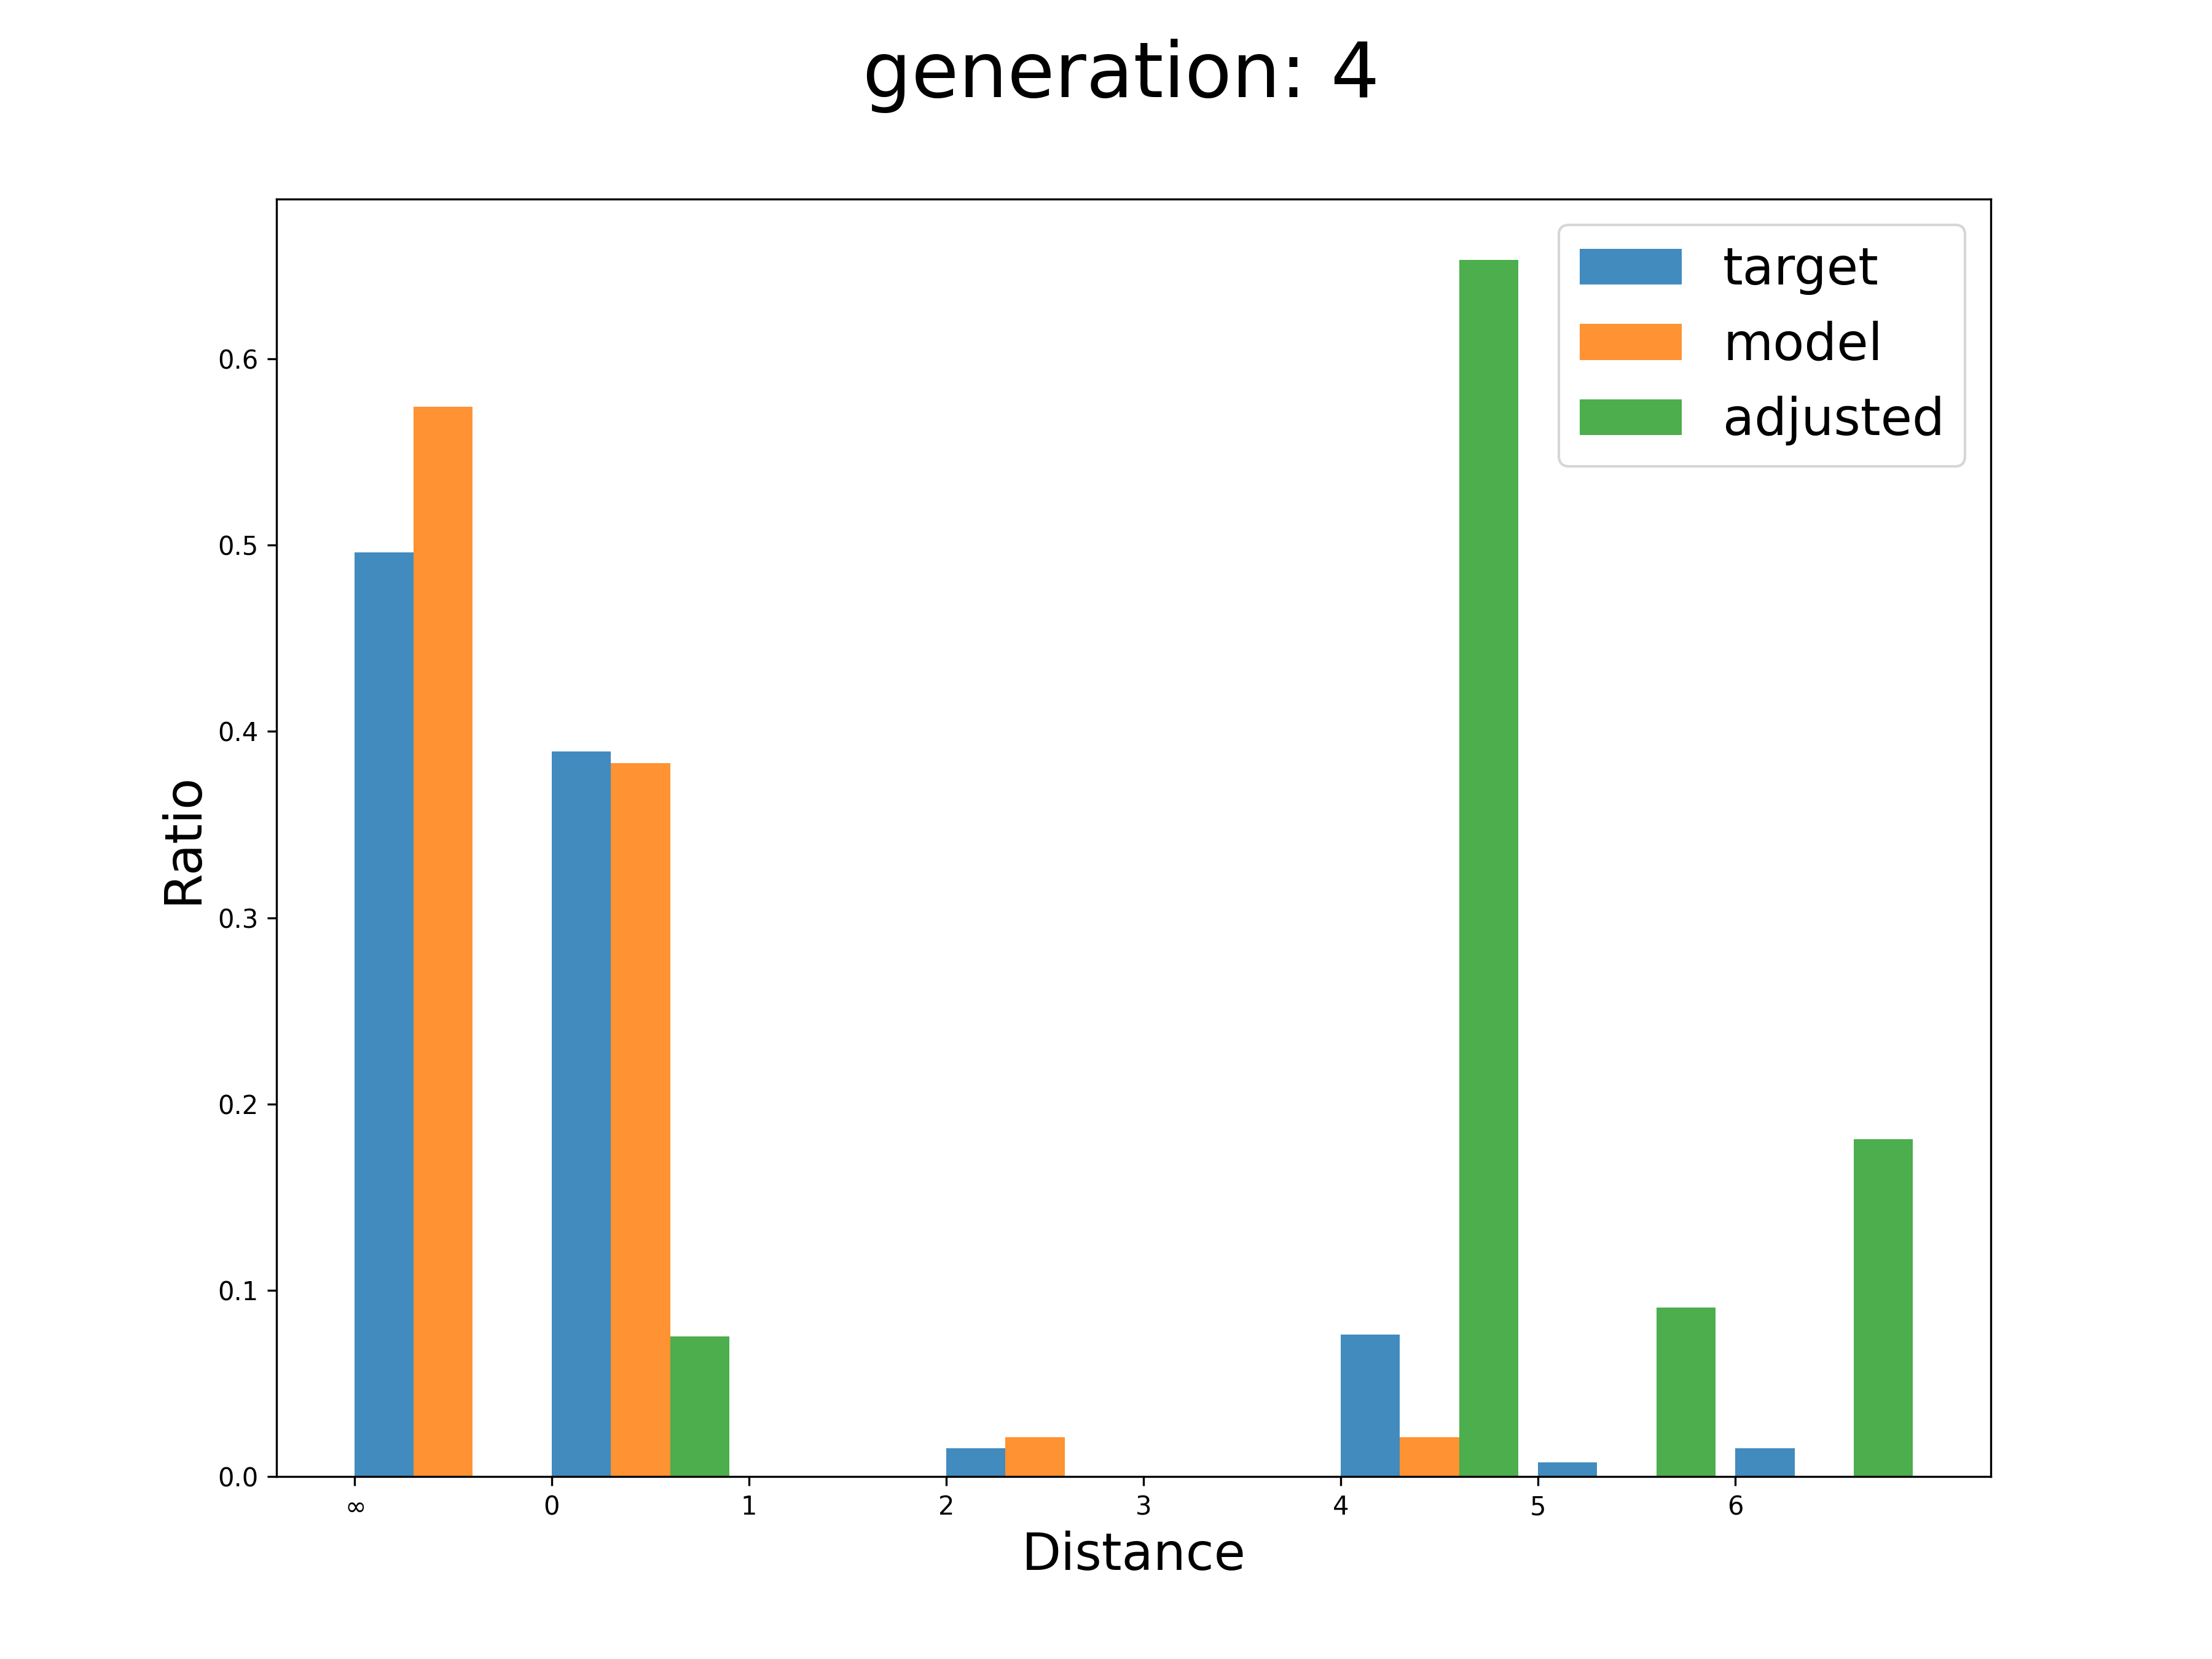 generation: 4
target
model
adjusted
0.6
0.5
0.4
0.3
0.2
0.1
0.0
Ratio
∞ 0 1 2 3 4 5 6
Distance